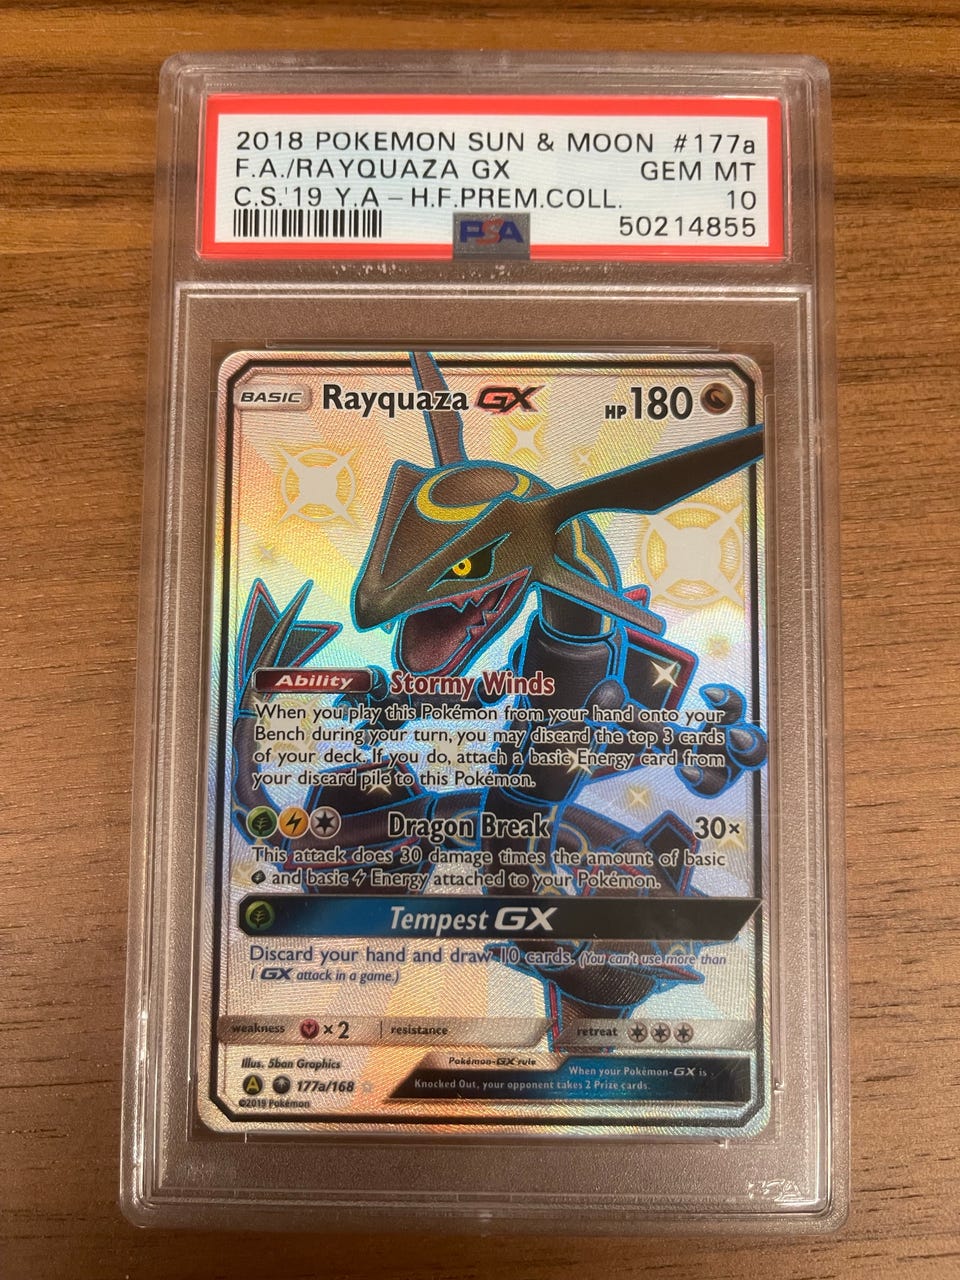 2018 POKEMON SUN & MOON #177a
F.A./RAYQUAZA GX GEM MT
C.S.'19 Y.A - H.F.PREM.COLL. 10
PSA 50214855
BASIC Rayquaza GX HP 180
Ability Stormy Winds
When you play this Pokémon from your hand onto your
Bench during your turn, you may discard the top 3 cards
of your deck. If you do, attach a basic Energy card from
your discard pile to this Pokémon.
Dragon Break 30×
This attack does 30 damage times the amount of basic
and basic Energy attached to your Pokémon.
Tempest GX
Discard your hand and draw 10 cards. (You can't use more than
1 GX attack in a game.)
weakness ×2 resistance retreat
Illus. 5ban Graphics
A 177a/168
©2019 Pokémon
Pokémon-GX rule
When your Pokémon-GX is
Knocked Out, your opponent takes 2 Prize cards.
PSA